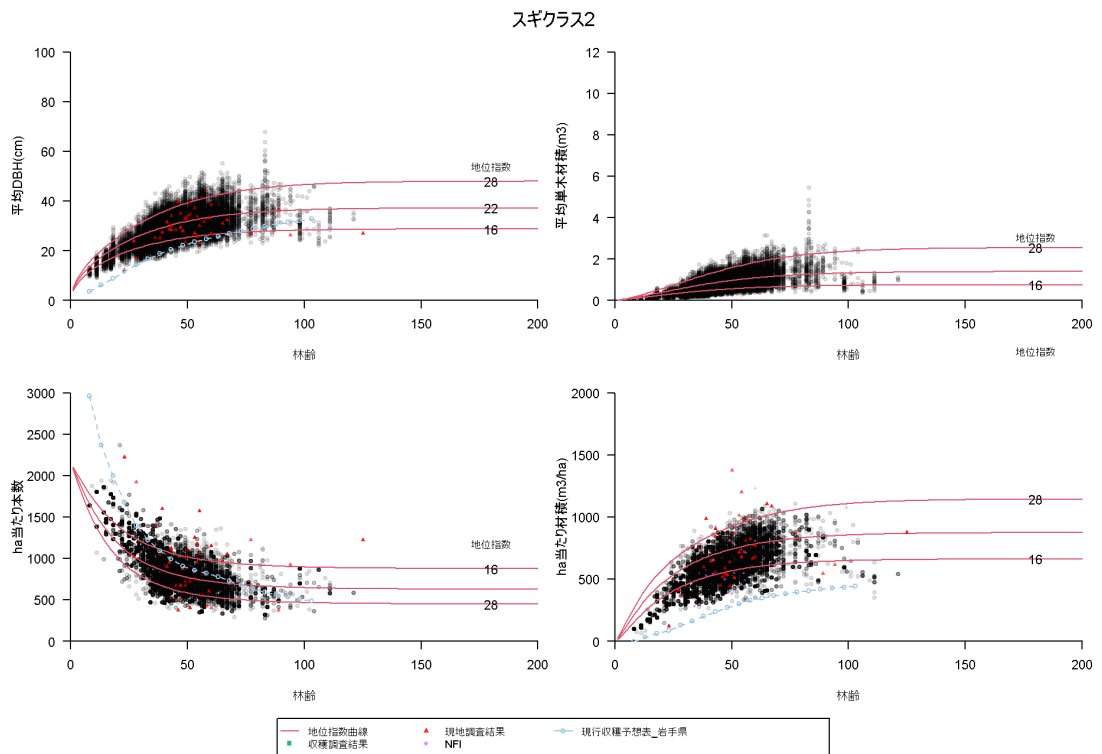 スギクラス2
平均DBH(cm)
100
80
60
40
20
0
地位指数
28
22
16
0 50 100 150 200
林齢
平均単木材積(m3)
12
10
8
6
4
2
0
地位指数
28
16
0 50 100 150 200
林齢
地位指数
ha当たり本数
3000
2500
2000
1500
1000
500
0
地位指数
16
28
0 50 100 150 200
林齢
ha当たり材積(m3/ha)
2000
1500
1000
500
0
28
16
0 50 100 150 200
林齢
地位指数曲線 現地調査結果 現行収穫予想表_岩手県
収穫調査結果 NFI